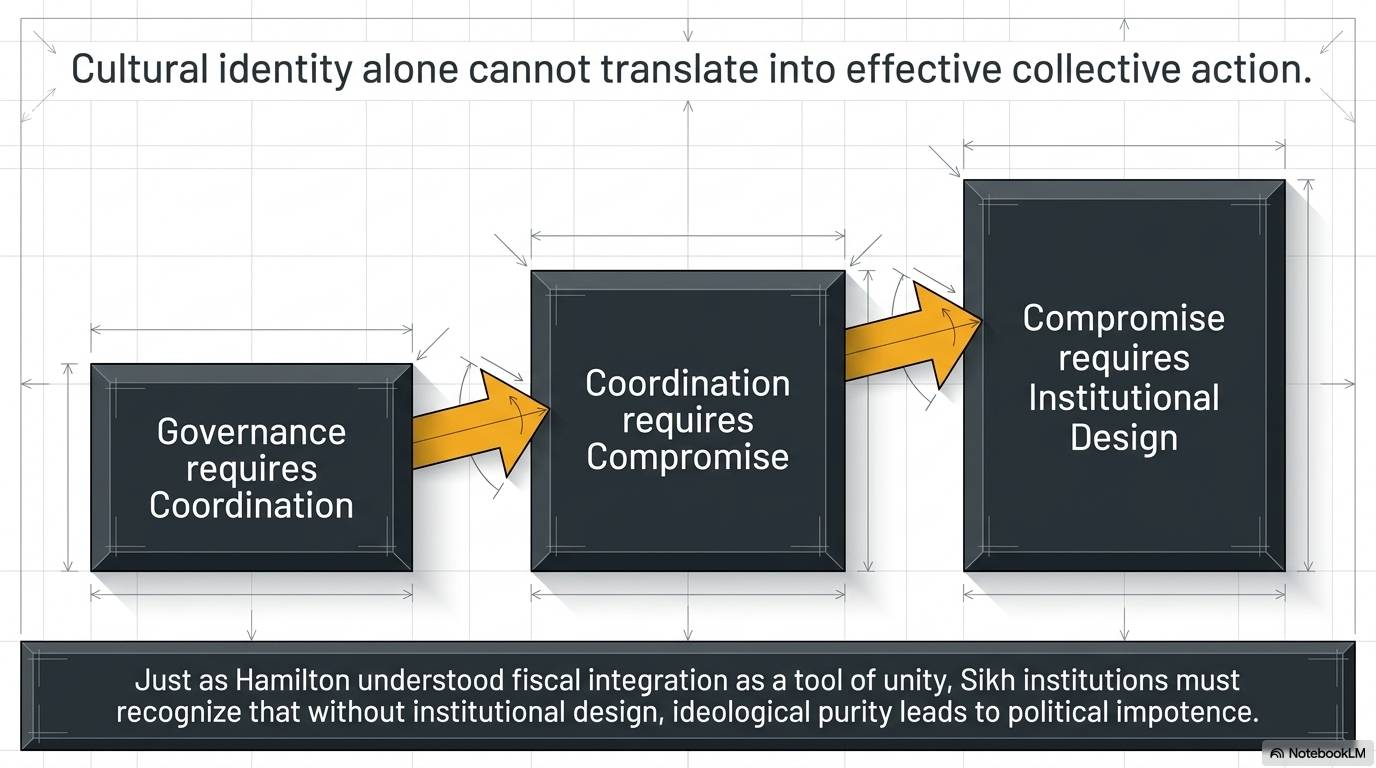 Cultural identity alone cannot translate into effective collective action.
Governance
requires
Coordination
Coordination
requires
Compromise
Compromise
requires
Institutional
Design
Just as Hamilton understood fiscal integration as a tool of unity, Sikh institutions must
recognize that without institutional design, ideological purity leads to political impotence.
NotebookLM